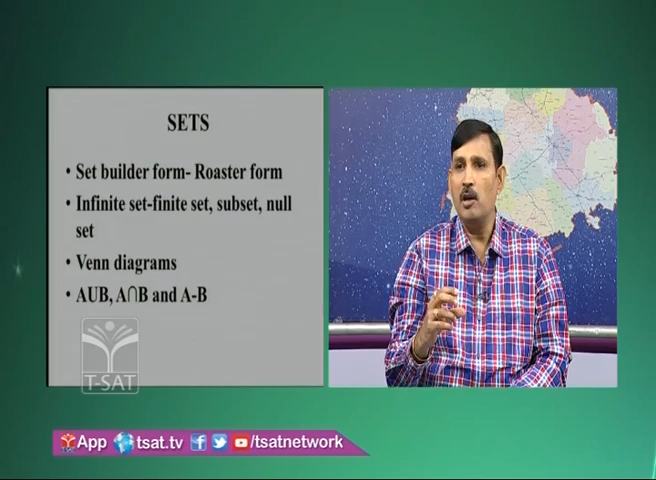 SETS
• Set builder form- Roaster form
• Infinite set-finite set, subset, null
set
• Venn diagrams
• AUB, A∩B and A-B
T-SAT
App tsat.tv /tsatnetwork